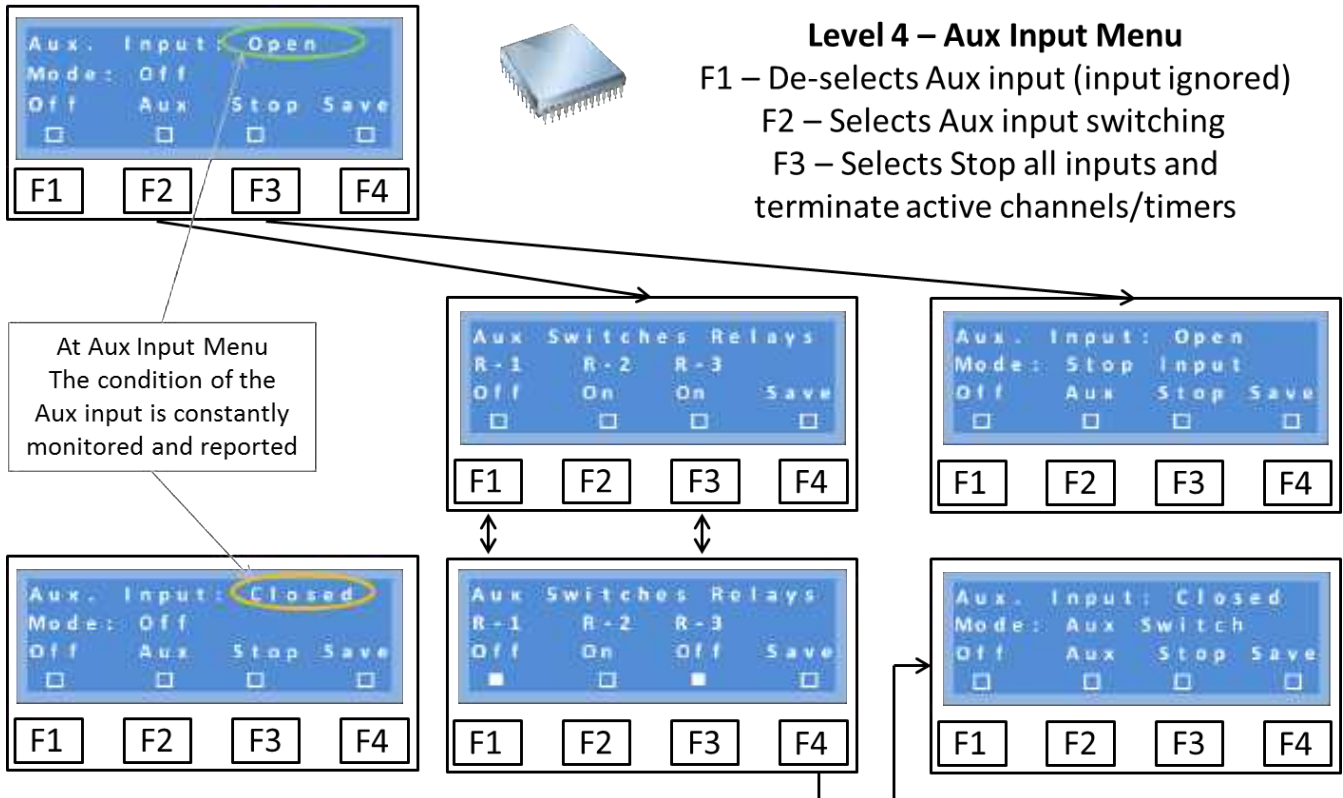 Aux. Input: Open
Mode: Off
Off Aux Stop Save
F1 F2 F3 F4
Level 4 – Aux Input Menu
F1 – De-selects Aux input (input ignored)
F2 – Selects Aux input switching
F3 – Selects Stop all inputs and
terminate active channels/timers
At Aux Input Menu
The condition of the
Aux input is constantly
monitored and reported
Aux Switches Relays
R-1 R-2 R-3
Off On On Save
F1 F2 F3 F4
Aux. Input: Open
Mode: Stop Input
Off Aux Stop Save
F1 F2 F3 F4
Aux. Input: Closed
Mode: Off
Off Aux Stop Save
F1 F2 F3 F4
Aux Switches Relays
R-1 R-2 R-3
Off On Off Save
F1 F2 F3 F4
Aux. Input: Closed
Mode: Aux Switch
Off Aux Stop Save
F1 F2 F3 F4